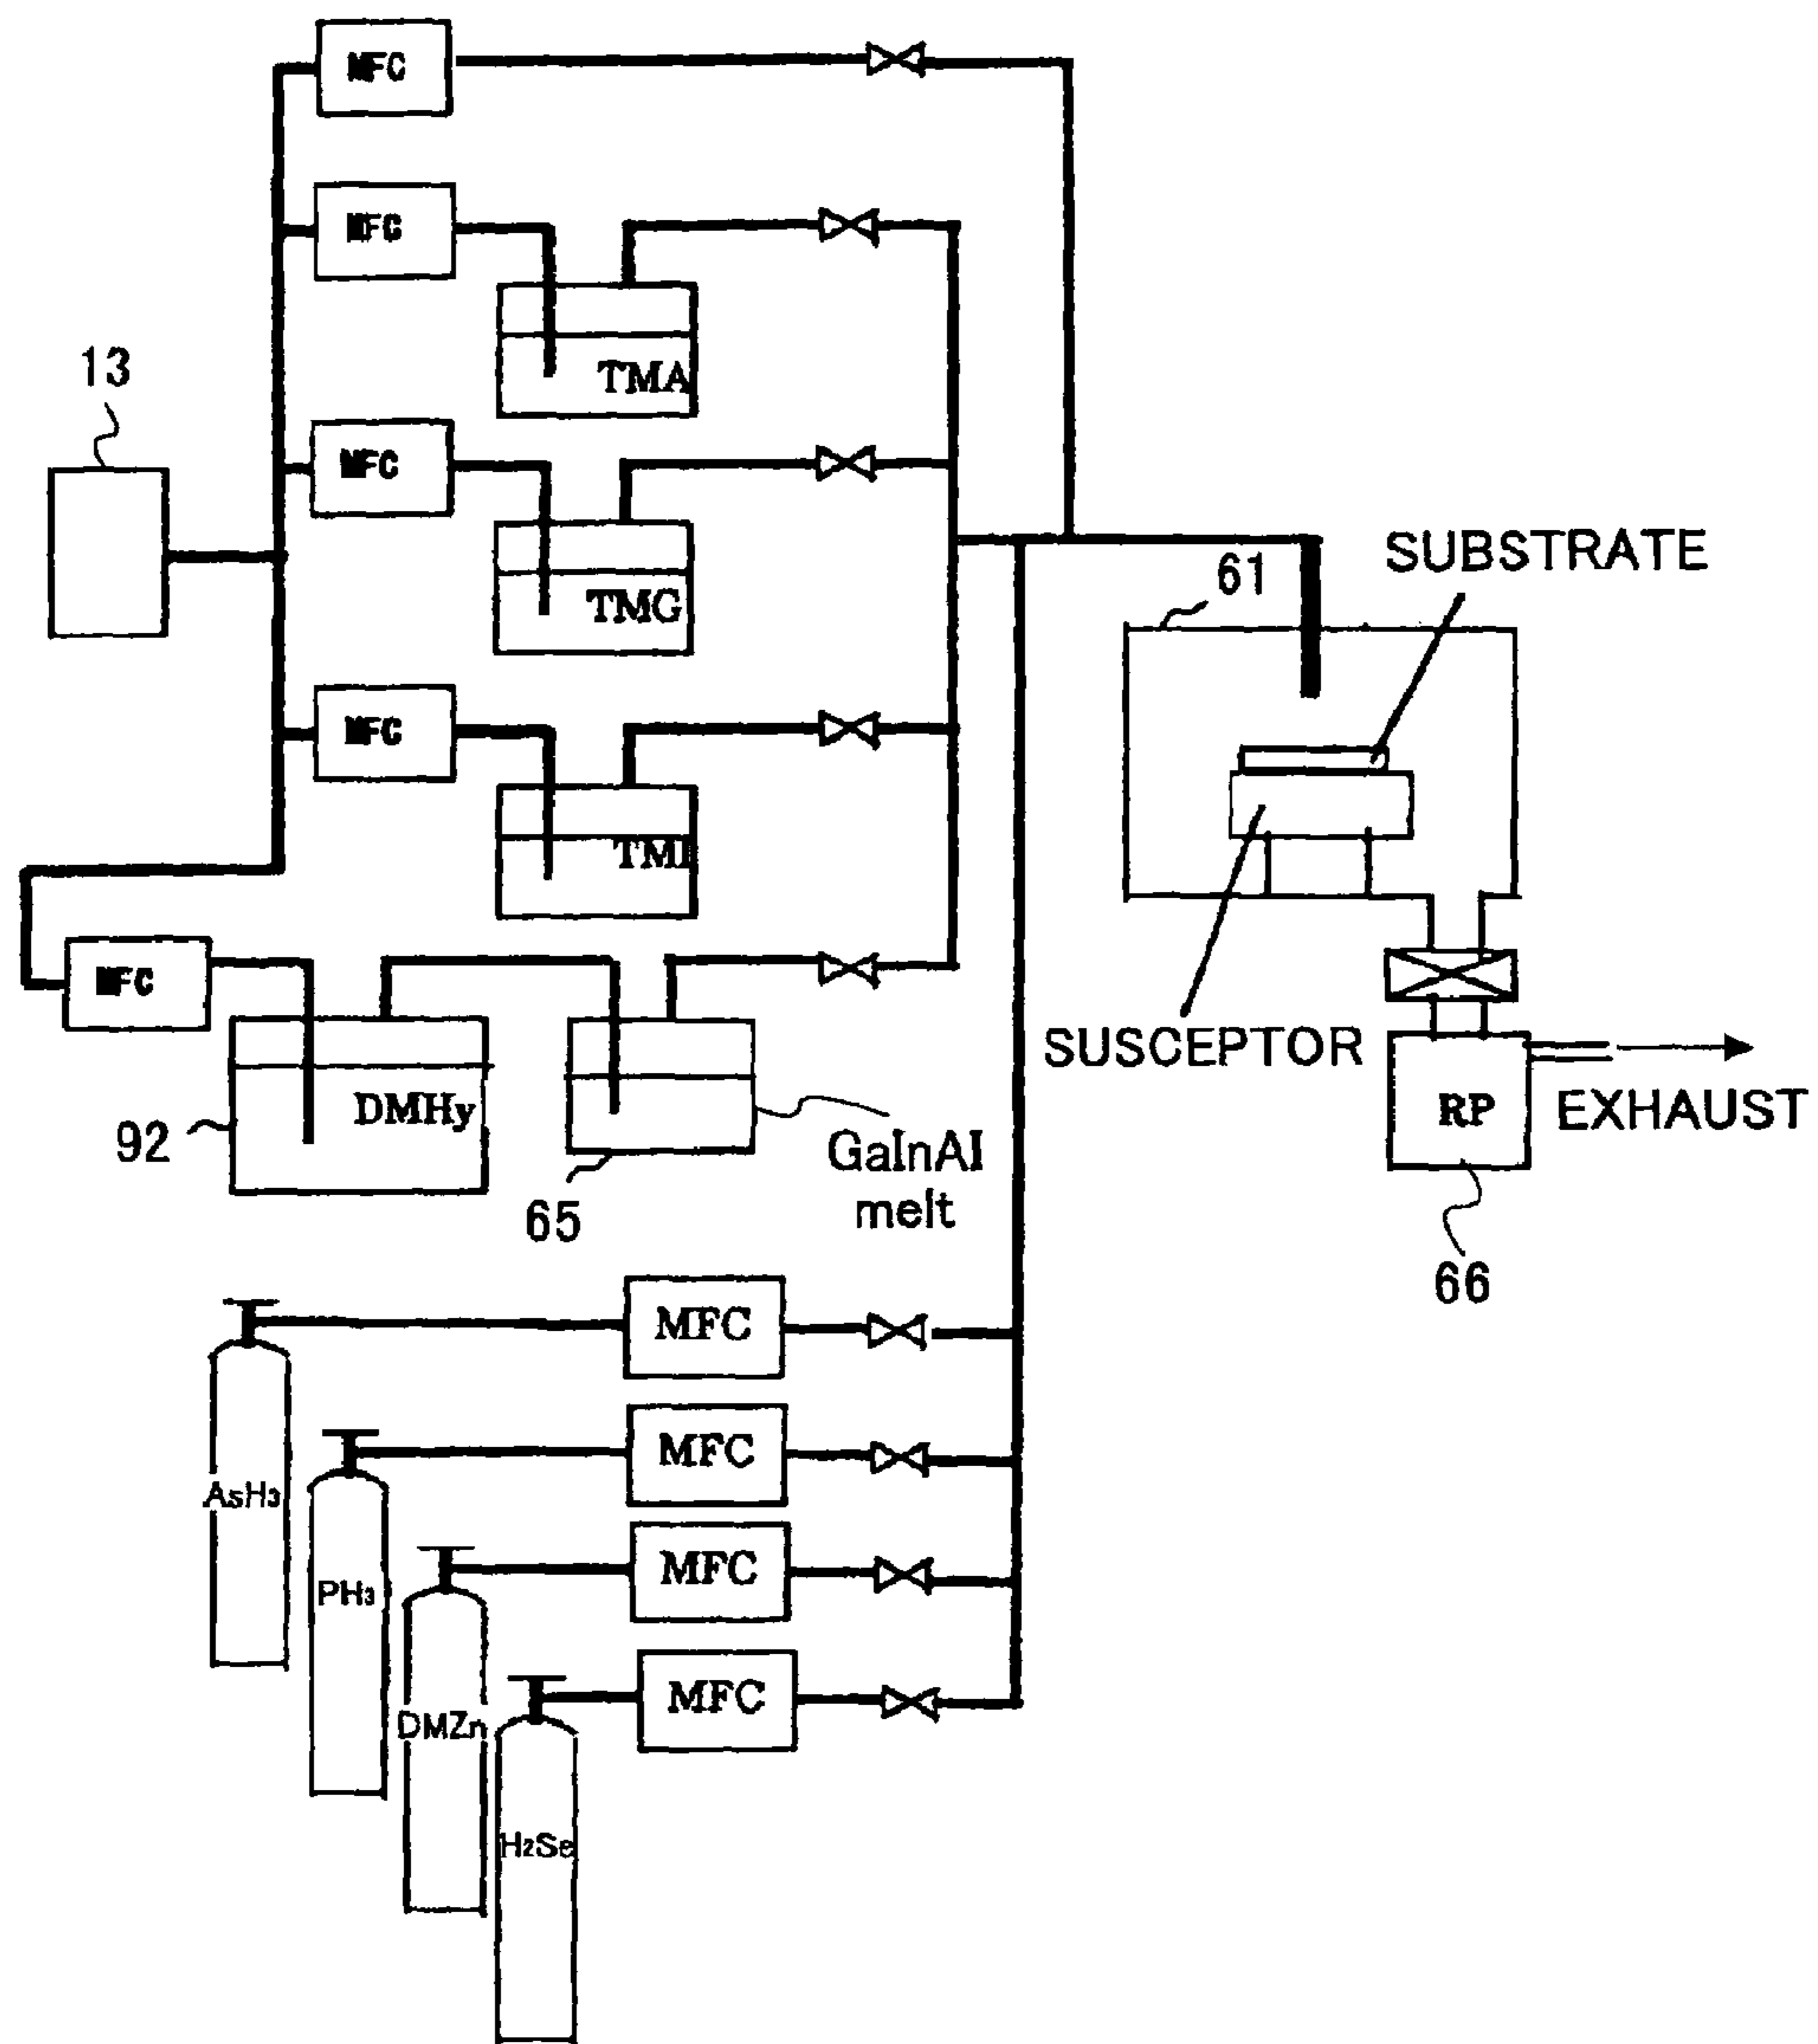 MFC
MFC
TMA
13
MFC
TMG
SUBSTRATE
61
MFC
TMI
MFC
DMHy
92
65
GaInAl
melt
SUSCEPTOR
RP
EXHAUST
66
MFC
AsH₃
MFC
PH₃
MFC
DMZn
MFC
H₂Se